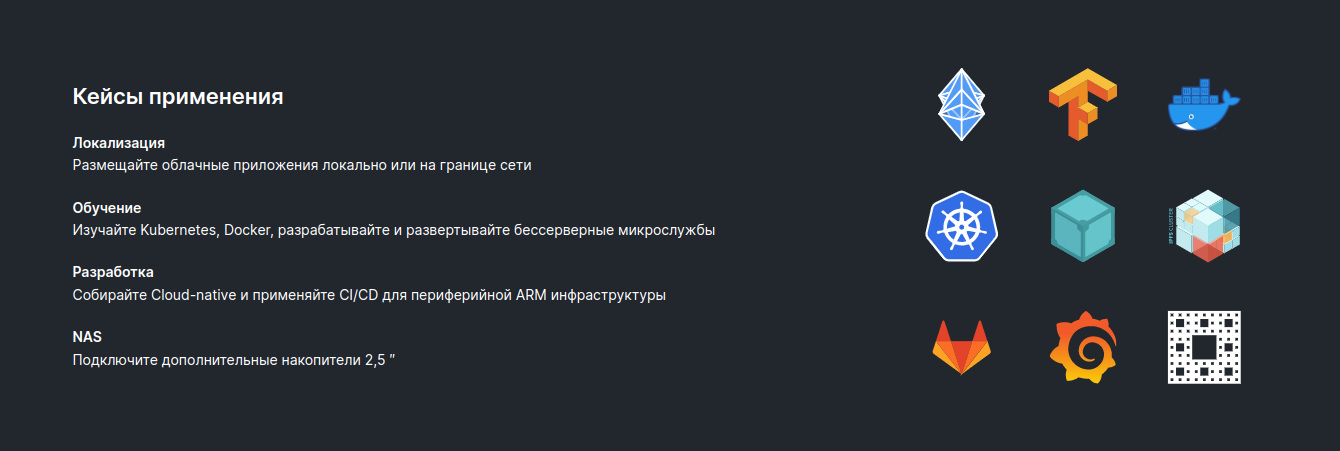 Кейсы применения
Локализация
Размещайте облачные приложения локально или на границе сети
Обучение
Изучайте Kubernetes, Docker, разрабатывайте и развертывайте бессерверные микрослужбы
Разработка
Собирайте Cloud-native и применяйте CI/CD для периферийной ARM инфраструктуры
NAS
Подключите дополнительные накопители 2,5 ″
IPFS CLUSTER